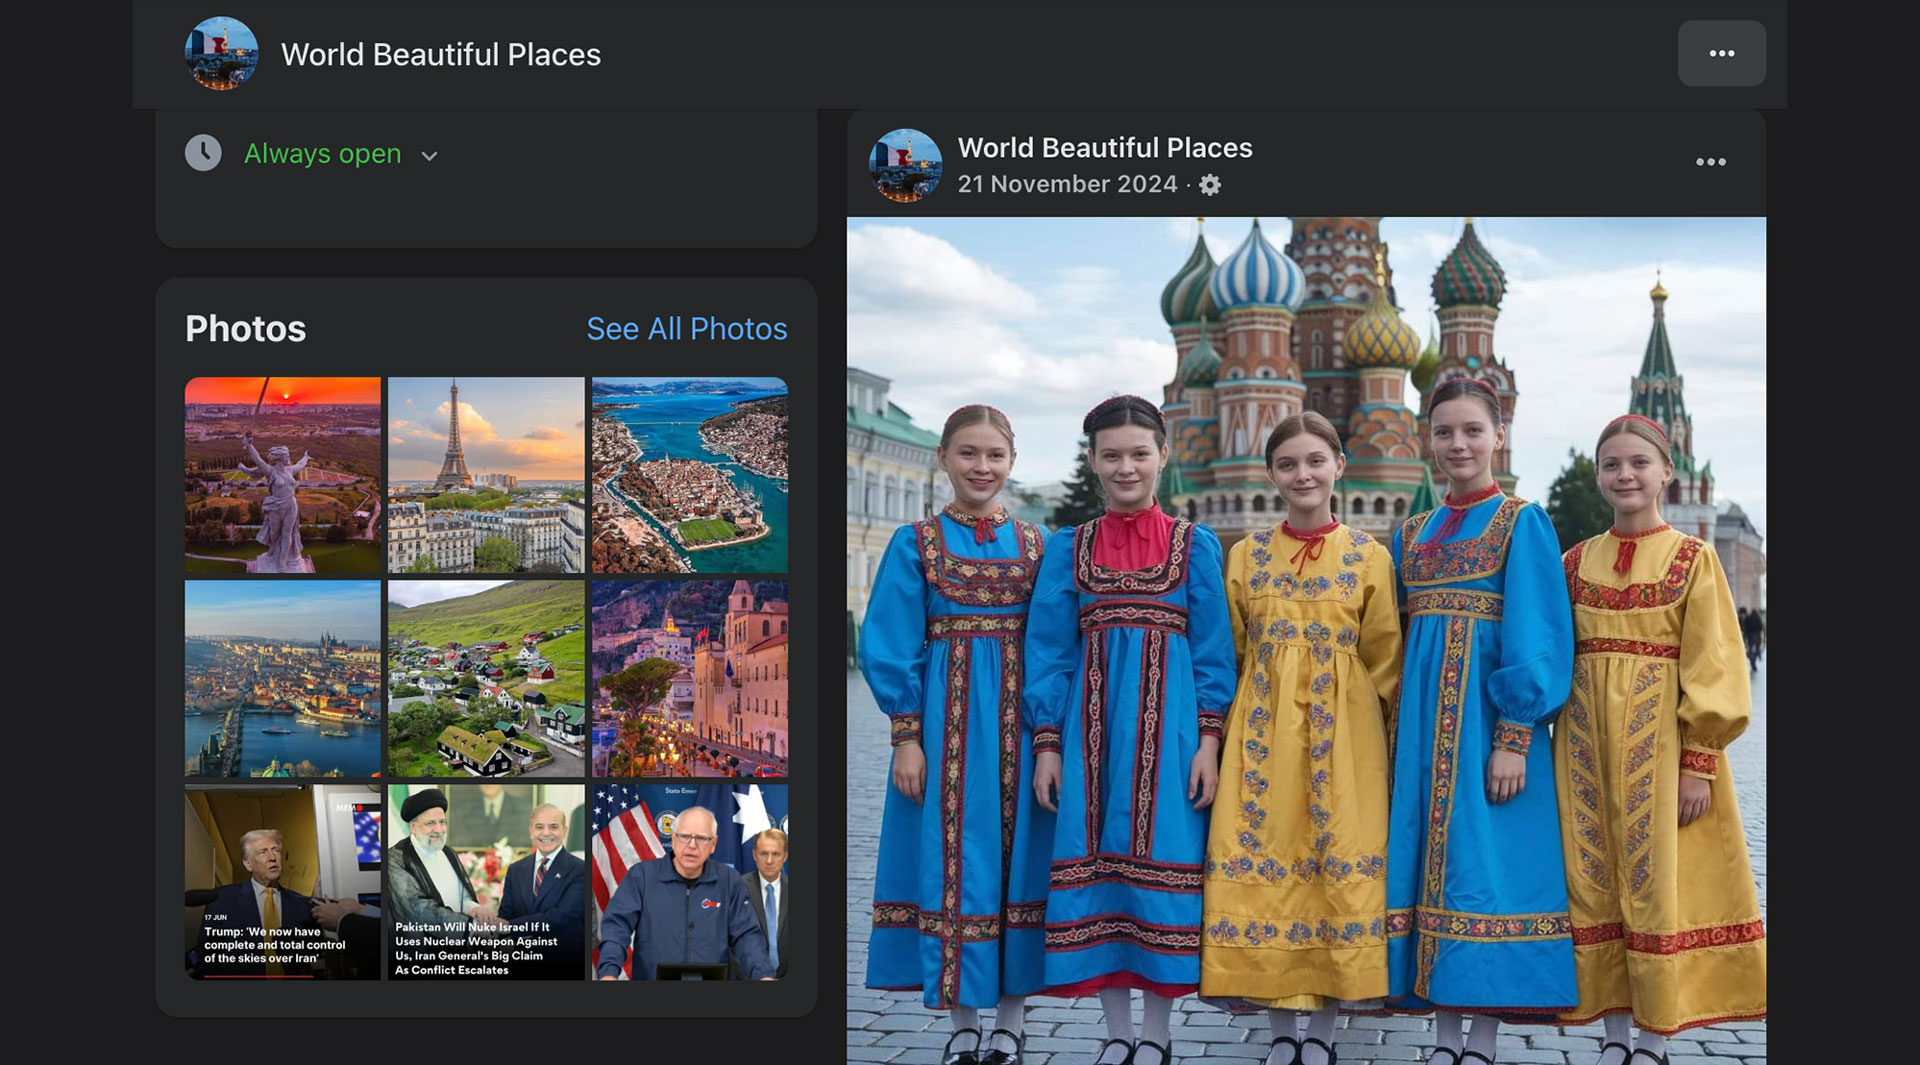 World Beautiful Places
Always open
World Beautiful Places
21 November 2024 ·
Photos
See All Photos
MEMO
17 JUN
Trump: ‘We now have
complete and total control
of the skies over Iran’
Pakistan Will Nuke Israel If It
Uses Nuclear Weapon Against
Us, Iran General's Big Claim
As Conflict Escalates